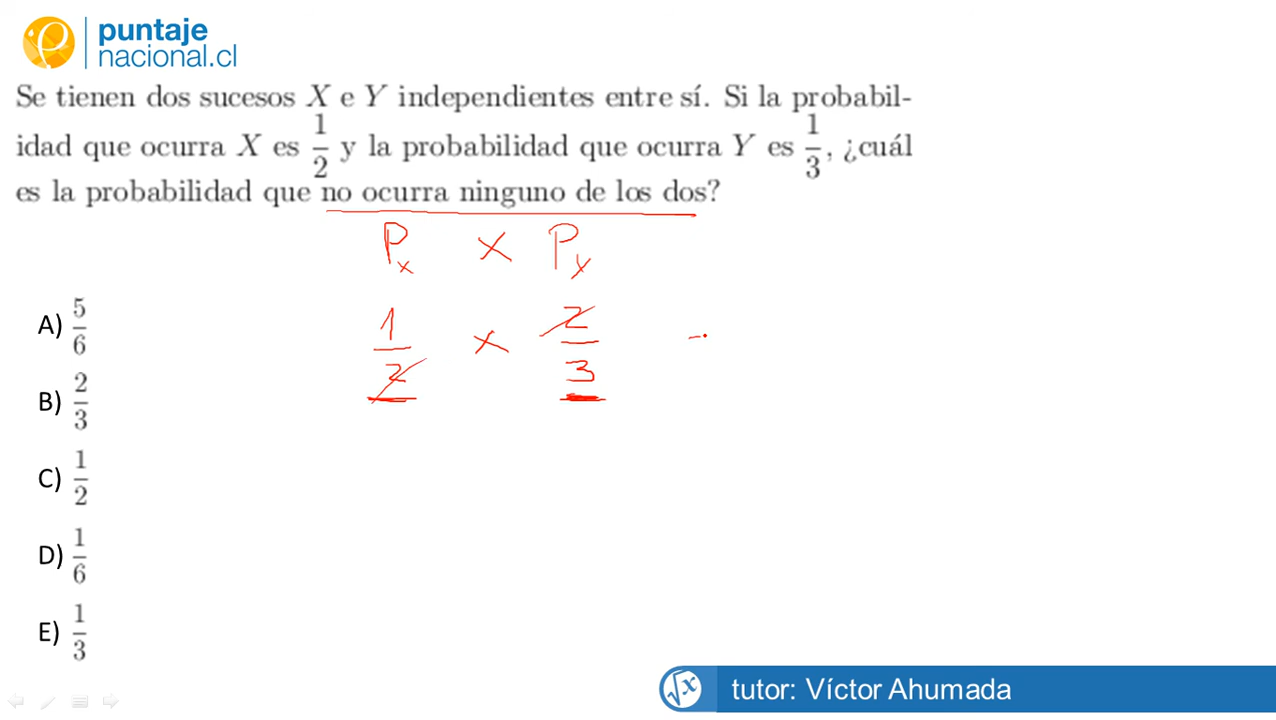 puntaje
nacional.cl
Se tienen dos sucesos X e Y independientes entre sí. Si la probabil-
idad que ocurra X es 1/2 y la probabilidad que ocurra Y es 1/3, ¿cuál
es la probabilidad que no ocurra ninguno de los dos?
Px × Py
1/2 × 2/3
A) 5/6
B) 2/3
C) 1/2
D) 1/6
E) 1/3
√x tutor: Víctor Ahumada